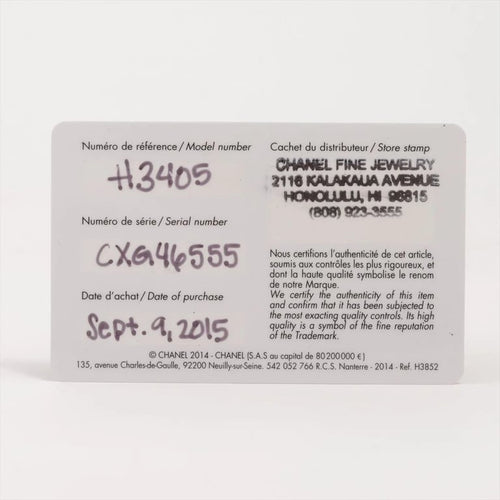 Numéro de référence / Model number
H3405
Numéro de série / Serial number
CXG46555
Date d'achat / Date of purchase
Sept. 9, 2015
Cachet du distributeur / Store stamp
CHANEL FINE JEWELRY
2116 KALAKAUA AVENUE
HONOLULU, HI 96815
(808) 923-3555
Nous certifions l'authenticité de cet article,
soumis aux contrôles les plus rigoureux, et
dont la haute qualité symbolise le renom
de notre Marque.
We certify the authenticity of this item
and confirm that it has been subjected to
the most exacting quality controls. Its high
quality is a symbol of the fine reputation
of the Trademark.
© CHANEL 2014 - CHANEL (S.A.S au capital de 80200000 €)
135, avenue Charles-de-Gaulle, 92200 Neuilly-sur-Seine. 542 052 766 R.C.S. Nanterre - 2014 - Ref. H3852